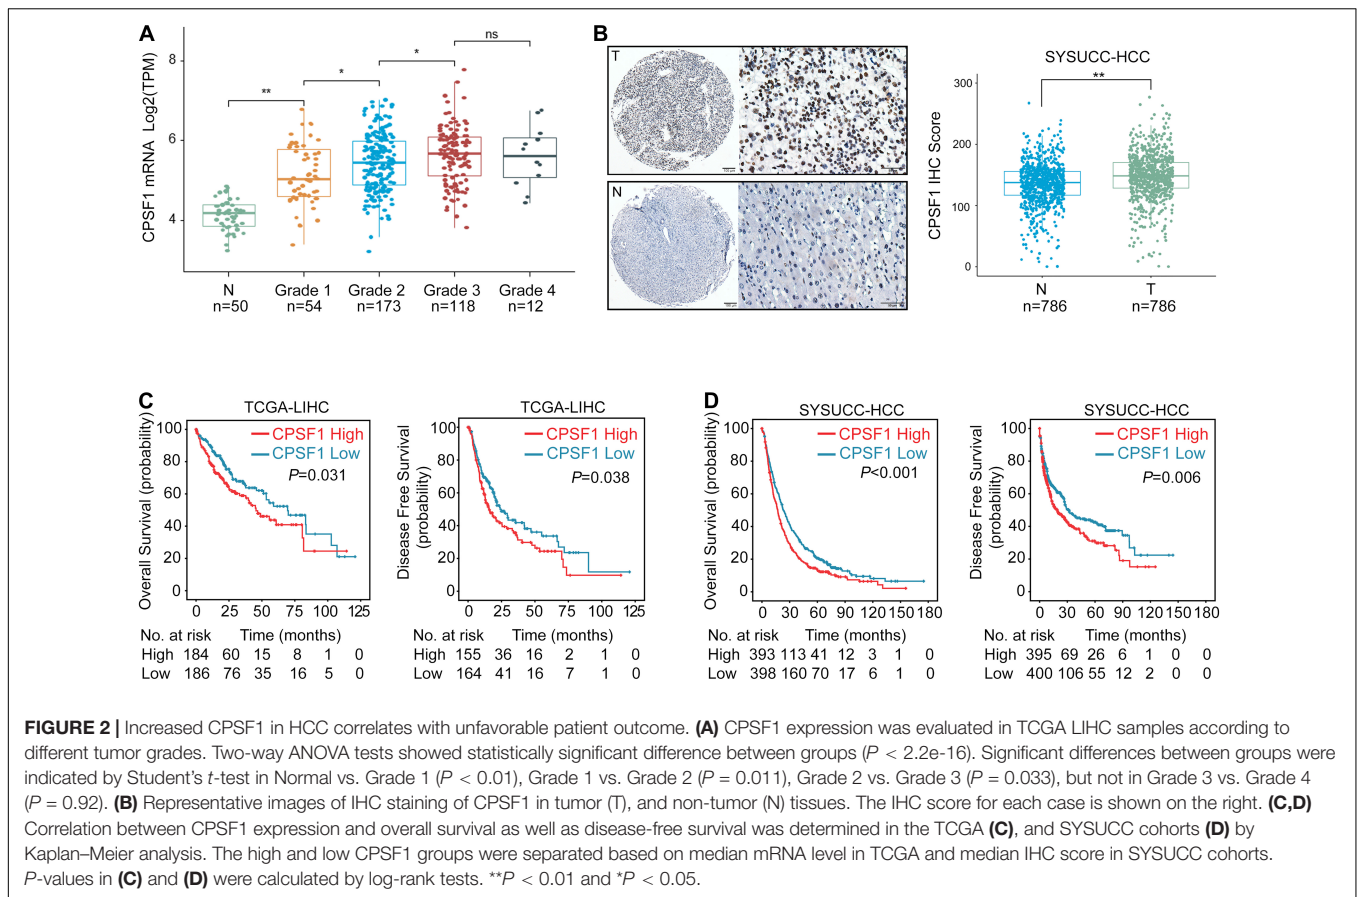 A
CPSF1 mRNA Log2(TPM)
8
6
4
**
*
*
ns
N
n=50
Grade 1
n=54
Grade 2
n=173
Grade 3
n=118
Grade 4
n=12
B
T
N
SYSUCC-HCC
**
CPSF1 IHC Score
300
200
100
0
N
n=786
T
n=786
C
TCGA-LIHC
Overall Survival (probability)
100
80
60
40
20
0
CPSF1 High
CPSF1 Low
P=0.031
0 25 50 75 100 125
No. at risk Time (months)
High 184 60 15 8 1 0
Low 186 76 35 16 5 0
TCGA-LIHC
Disease Free Survival
(probability)
100
80
60
40
20
0
CPSF1 High
CPSF1 Low
P=0.038
0 25 50 75 100 125
No. at risk Time (months)
High 155 36 16 2 1 0
Low 164 41 16 7 1 0
D
SYSUCC-HCC
Overall Survival (probability)
100
80
60
40
20
0
CPSF1 High
CPSF1 Low
P<0.001
0 30 60 90 120 150 180
No. at risk Time (months)
High 393 113 41 12 3 1 0
Low 398 160 70 17 6 1 0
SYSUCC-HCC
Disease Free Survival
(probability)
100
80
60
40
20
0
CPSF1 High
CPSF1 Low
P=0.006
0 30 60 90 120 150 180
No. at risk Time (months)
High 395 69 26 6 1 0 0
Low 400 106 55 12 2 0 0
FIGURE 2 | Increased CPSF1 in HCC correlates with unfavorable patient outcome. (A) CPSF1 expression was evaluated in TCGA LIHC samples according to
different tumor grades. Two-way ANOVA tests showed statistically significant difference between groups (P < 2.2e-16). Significant differences between groups were
indicated by Student's t-test in Normal vs. Grade 1 (P < 0.01), Grade 1 vs. Grade 2 (P = 0.011), Grade 2 vs. Grade 3 (P = 0.033), but not in Grade 3 vs. Grade 4
(P = 0.92). (B) Representative images of IHC staining of CPSF1 in tumor (T), and non-tumor (N) tissues. The IHC score for each case is shown on the right. (C,D)
Correlation between CPSF1 expression and overall survival as well as disease-free survival was determined in the TCGA (C), and SYSUCC cohorts (D) by
Kaplan–Meier analysis. The high and low CPSF1 groups were separated based on median mRNA level in TCGA and median IHC score in SYSUCC cohorts.
P-values in (C) and (D) were calculated by log-rank tests. **P < 0.01 and *P < 0.05.